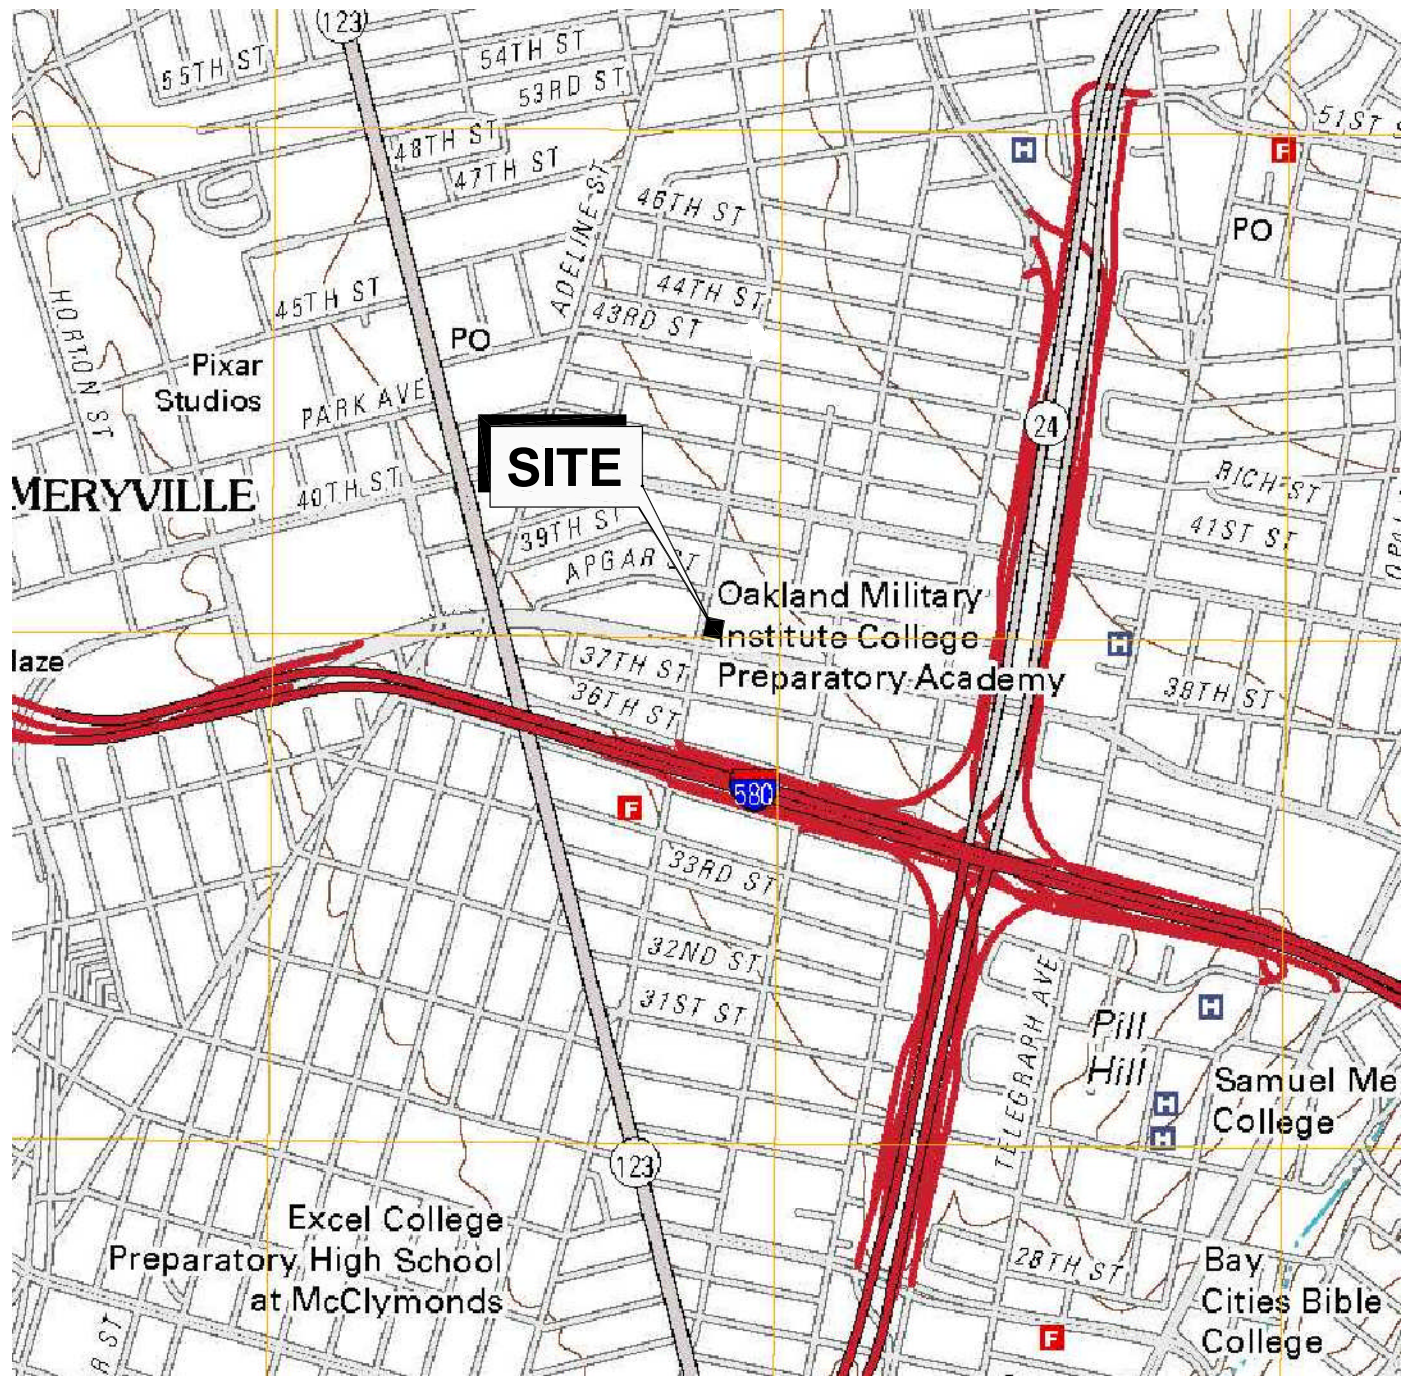 123
55TH ST
54TH ST
53RD ST
51ST S
48TH ST
47TH ST
46TH ST
ADELINE ST
PO
HORTON ST
45TH ST
44TH ST
43RD ST
PO
Pixar
Studios
PARK AVE
24
SITE
MERYVILLE
40TH ST
RICH ST
41ST ST
OPAL
39TH ST
APGAR ST
Oakland Military
Institute College
Preparatory Academy
laze
37TH ST
36TH ST
38TH ST
580
33RD ST
32ND ST
31ST ST
TELEGRAPH AVE
Pill
Hill
Samuel Me
College
123
Excel College
Preparatory High School
at McClymonds
28TH ST
Bay
Cities Bible
College
R ST
F
F
F
H
H
H
H
H